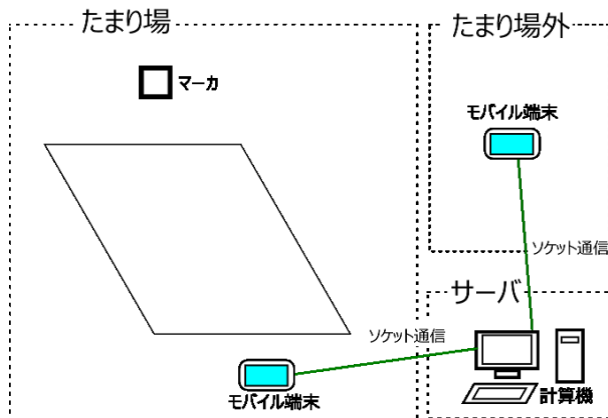 たまり場
たまり場外
マーカ
モバイル端末
ソケット通信
サーバ
ソケット通信
計算機
モバイル端末